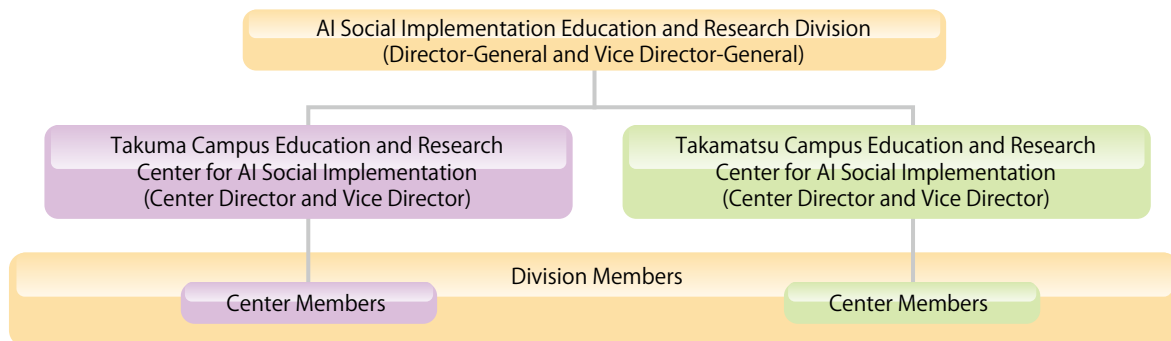 AI Social Implementation Education and Research Division
(Director-General and Vice Director-General)
Takuma Campus Education and Research
Center for AI Social Implementation
(Center Director and Vice Director)
Takamatsu Campus Education and Research
Center for AI Social Implementation
(Center Director and Vice Director)
Division Members
Center Members
Center Members